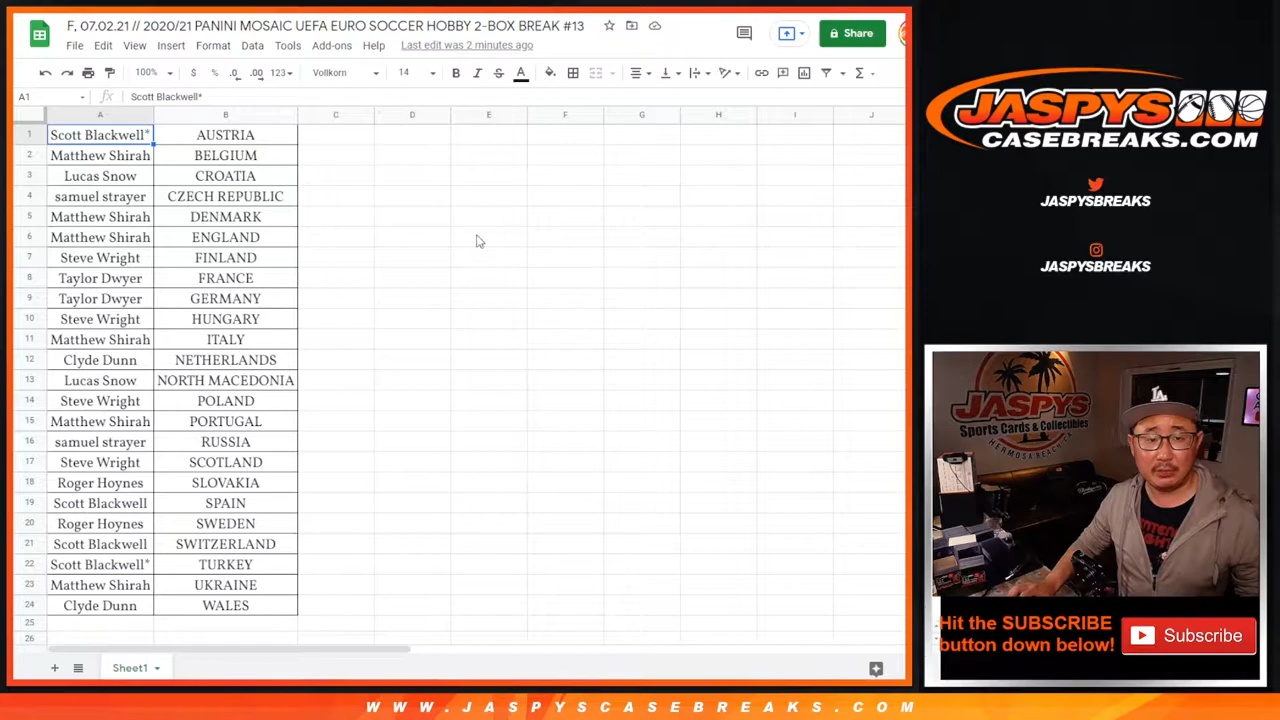 F, 07.02.21 // 2020/21 PANINI MOSAIC UEFA EURO SOCCER HOBBY 2-BOX BREAK #13
File Edit View Insert Format Data Tools Add-ons Help Last edit was 2 minutes ago
Share
100% $ % .0 .00 123 Vollkorn 14 B I S A
A1 fx Scott Blackwell*
A B C D E F G H I J
1 Scott Blackwell* AUSTRIA
2 Matthew Shirah BELGIUM
3 Lucas Snow CROATIA
4 samuel strayer CZECH REPUBLIC
5 Matthew Shirah DENMARK
6 Matthew Shirah ENGLAND
7 Steve Wright FINLAND
8 Taylor Dwyer FRANCE
9 Taylor Dwyer GERMANY
10 Steve Wright HUNGARY
11 Matthew Shirah ITALY
12 Clyde Dunn NETHERLANDS
13 Lucas Snow NORTH MACEDONIA
14 Steve Wright POLAND
15 Matthew Shirah PORTUGAL
16 samuel strayer RUSSIA
17 Steve Wright SCOTLAND
18 Roger Hoynes SLOVAKIA
19 Scott Blackwell SPAIN
20 Roger Hoynes SWEDEN
21 Scott Blackwell SWITZERLAND
22 Scott Blackwell* TURKEY
23 Matthew Shirah UKRAINE
24 Clyde Dunn WALES
25
26
Sheet1
JASPYS
CASEBREAKS.COM
JASPYSBREAKS
JASPYSBREAKS
JASPYS
Sports Cards & Collectibles
HERMOSA BEACH, CA
LA
Hit the SUBSCRIBE
button down below!
Subscribe
WWW.JASPYSCASEBREAKS.COM